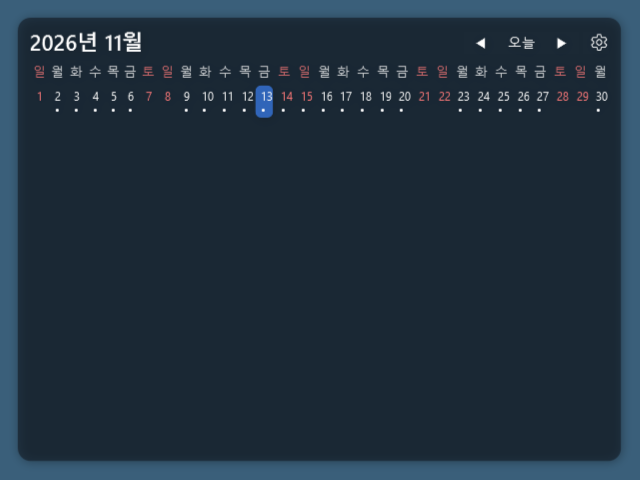 2026년 11월 ◀ 오늘 ▶
일 월 화 수 목 금 토 일 월 화 수 목 금 토 일 월 화 수 목 금 토 일 월 화 수 목 금 토 일 월
1 2 3 4 5 6 7 8 9 10 11 12 13 14 15 16 17 18 19 20 21 22 23 24 25 26 27 28 29 30